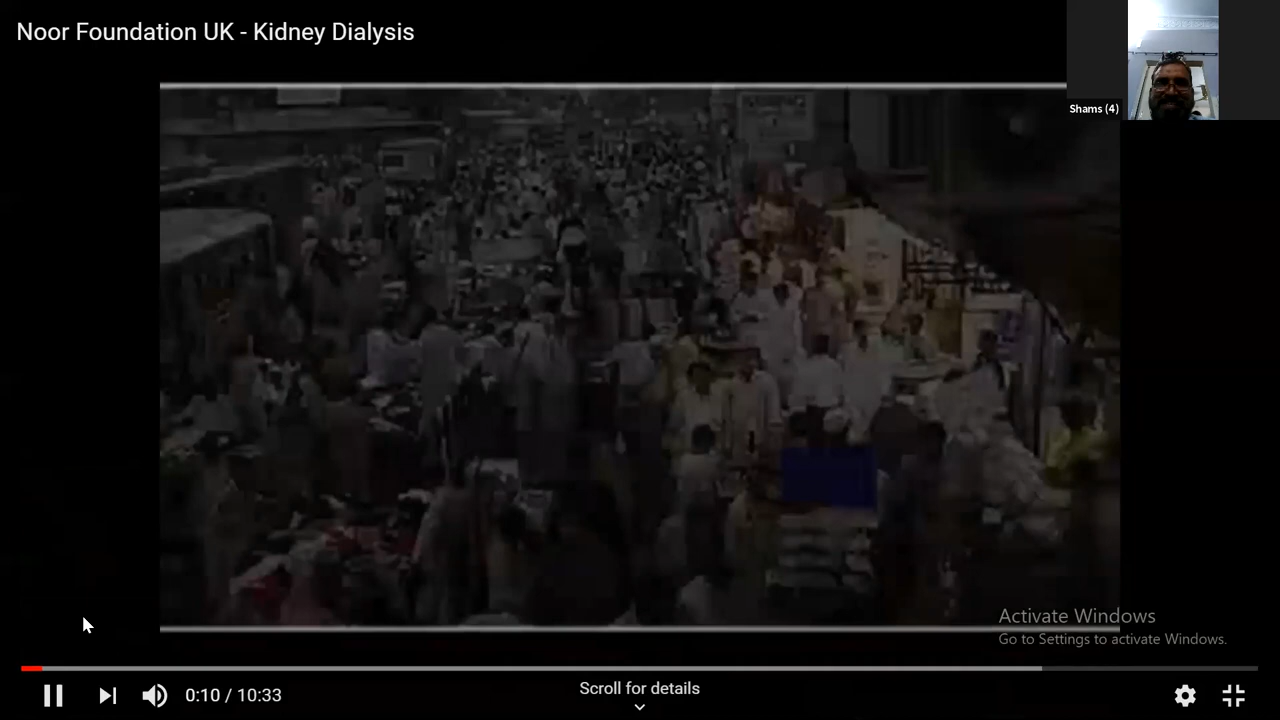 Noor Foundation UK - Kidney Dialysis
Shams (4)
Activate Windows
Go to Settings to activate Windows.
0:10 / 10:33
Scroll for details